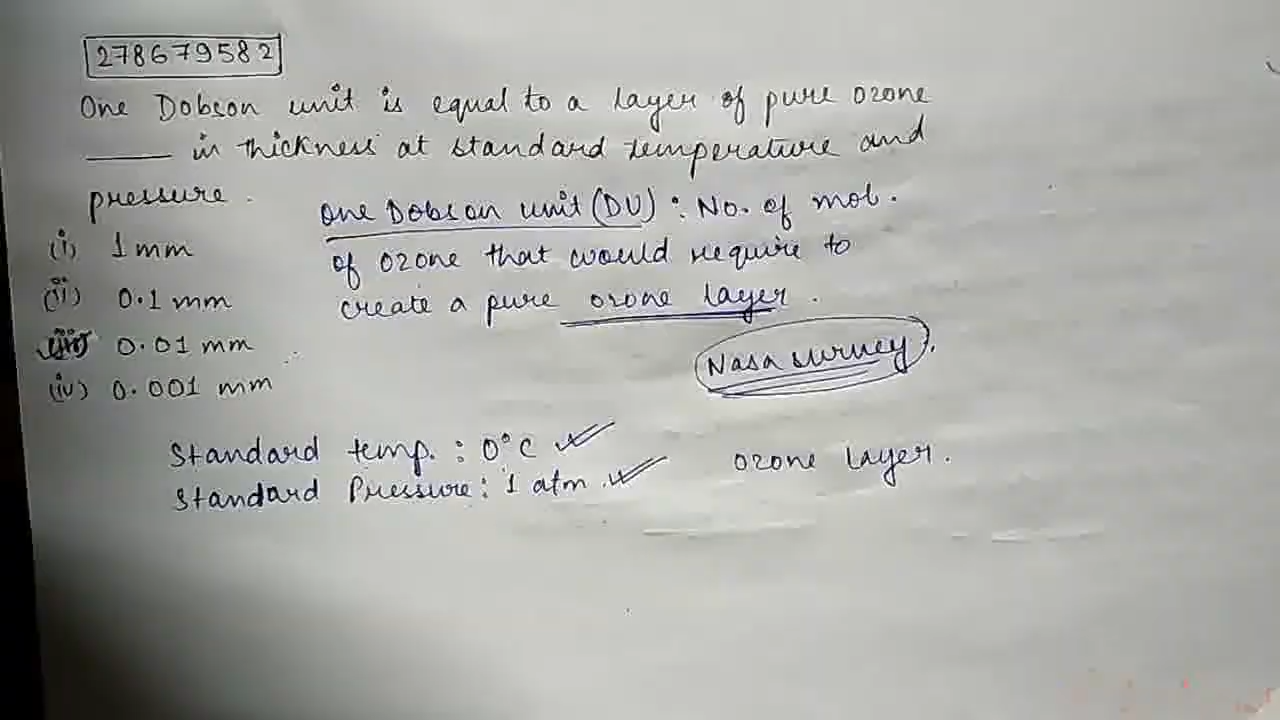 278679582
One Dobson unit is equal to a layer of pure ozone
______ in thickness at standard temperature and
pressure.
One Dobson unit (DU) : No. of mol.
of ozone that would require to
create a pure ozone layer.
(i) 1 mm
(ii) 0.1 mm
(iii) 0.01 mm
(iv) 0.001 mm
Nasa survey.
Standard temp. : 0°C
Standard Pressure : 1 atm.
ozone layer.